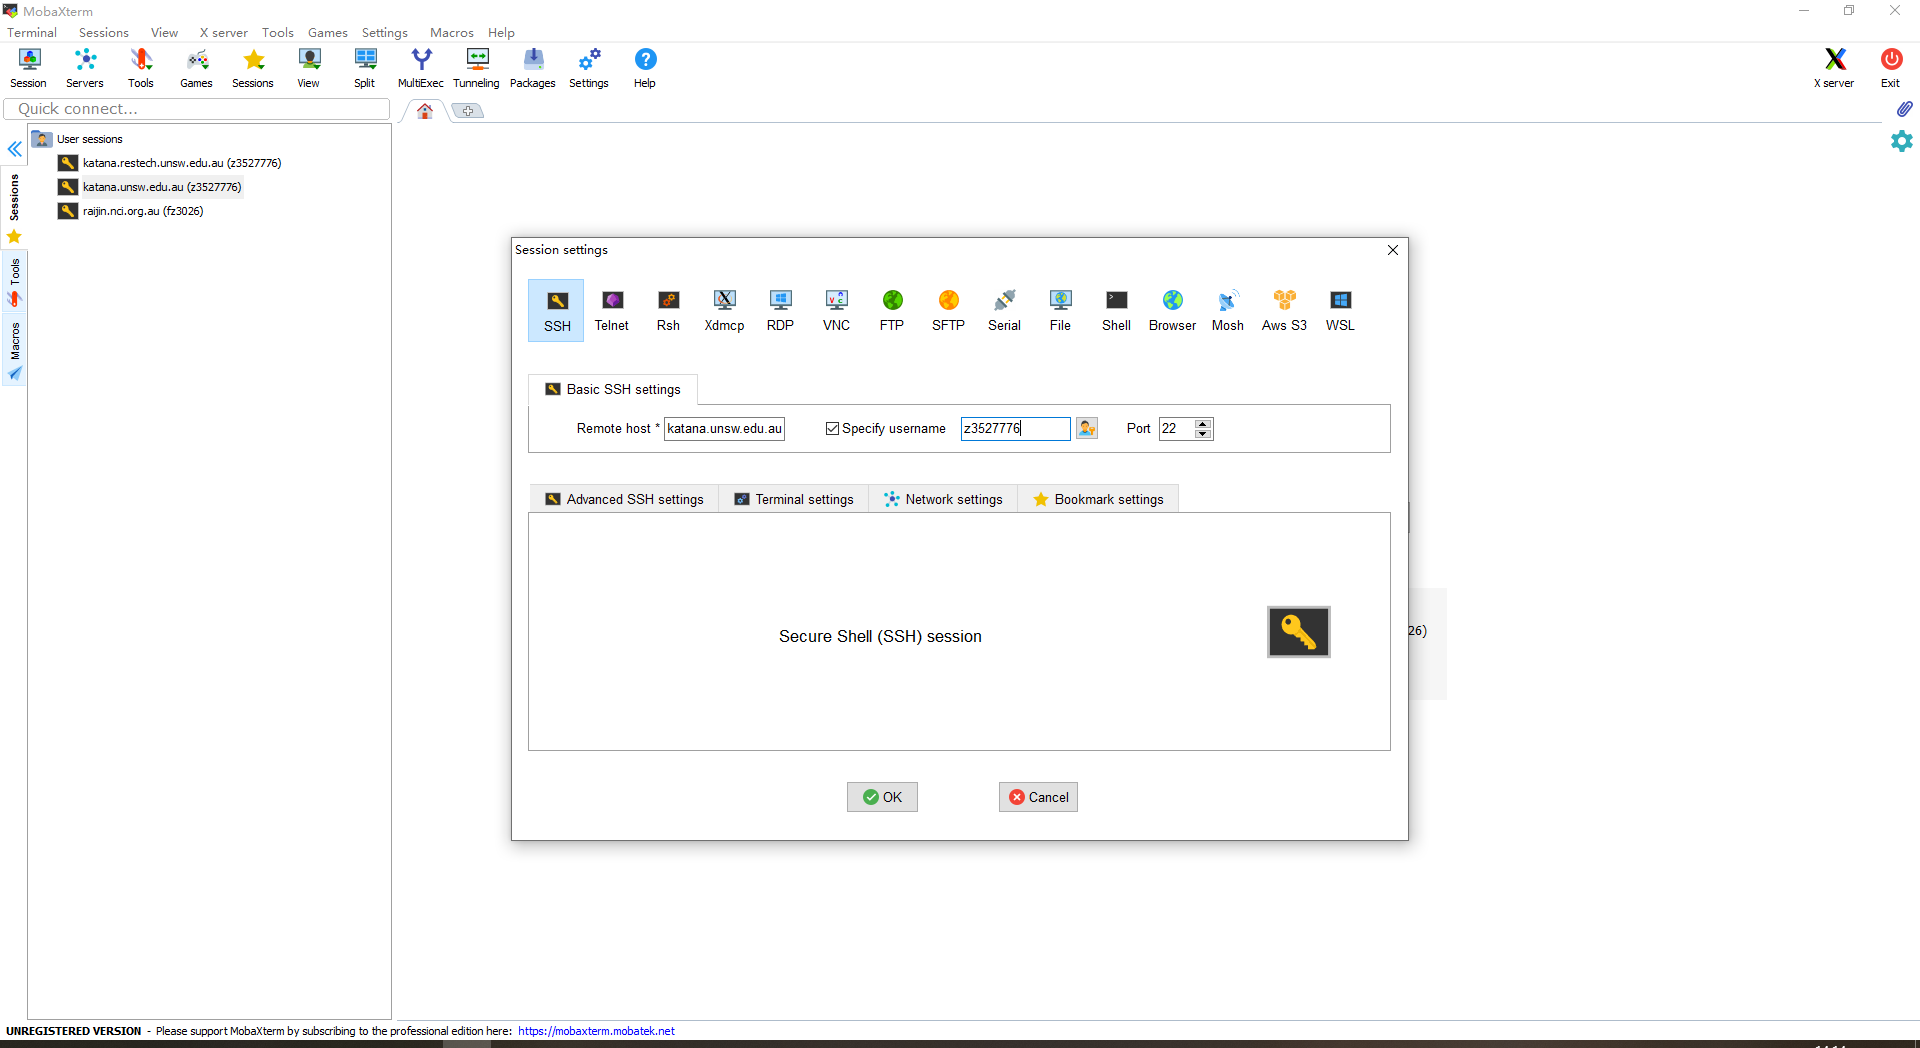 MobaXterm
Terminal Sessions View X server Tools Games Settings Macros Help
Session Servers Tools Games Sessions View Split MultiExec Tunneling Packages Settings Help X server Exit
Quick connect...
User sessions
katana.restech.unsw.edu.au (z3527776)
katana.unsw.edu.au (z3527776)
raijin.nci.org.au (fz3026)
Sessions
Tools
Macros
Session settings
SSH Telnet Rsh Xdmcp RDP VNC FTP SFTP Serial File Shell Browser Mosh Aws S3 WSL
Basic SSH settings
Remote host * katana.unsw.edu.au Specify username z3527776 Port 22
Advanced SSH settings Terminal settings Network settings Bookmark settings
Secure Shell (SSH) session
26)
OK Cancel
UNREGISTERED VERSION - Please support MobaXterm by subscribing to the professional edition here: https://mobaxterm.mobatek.net